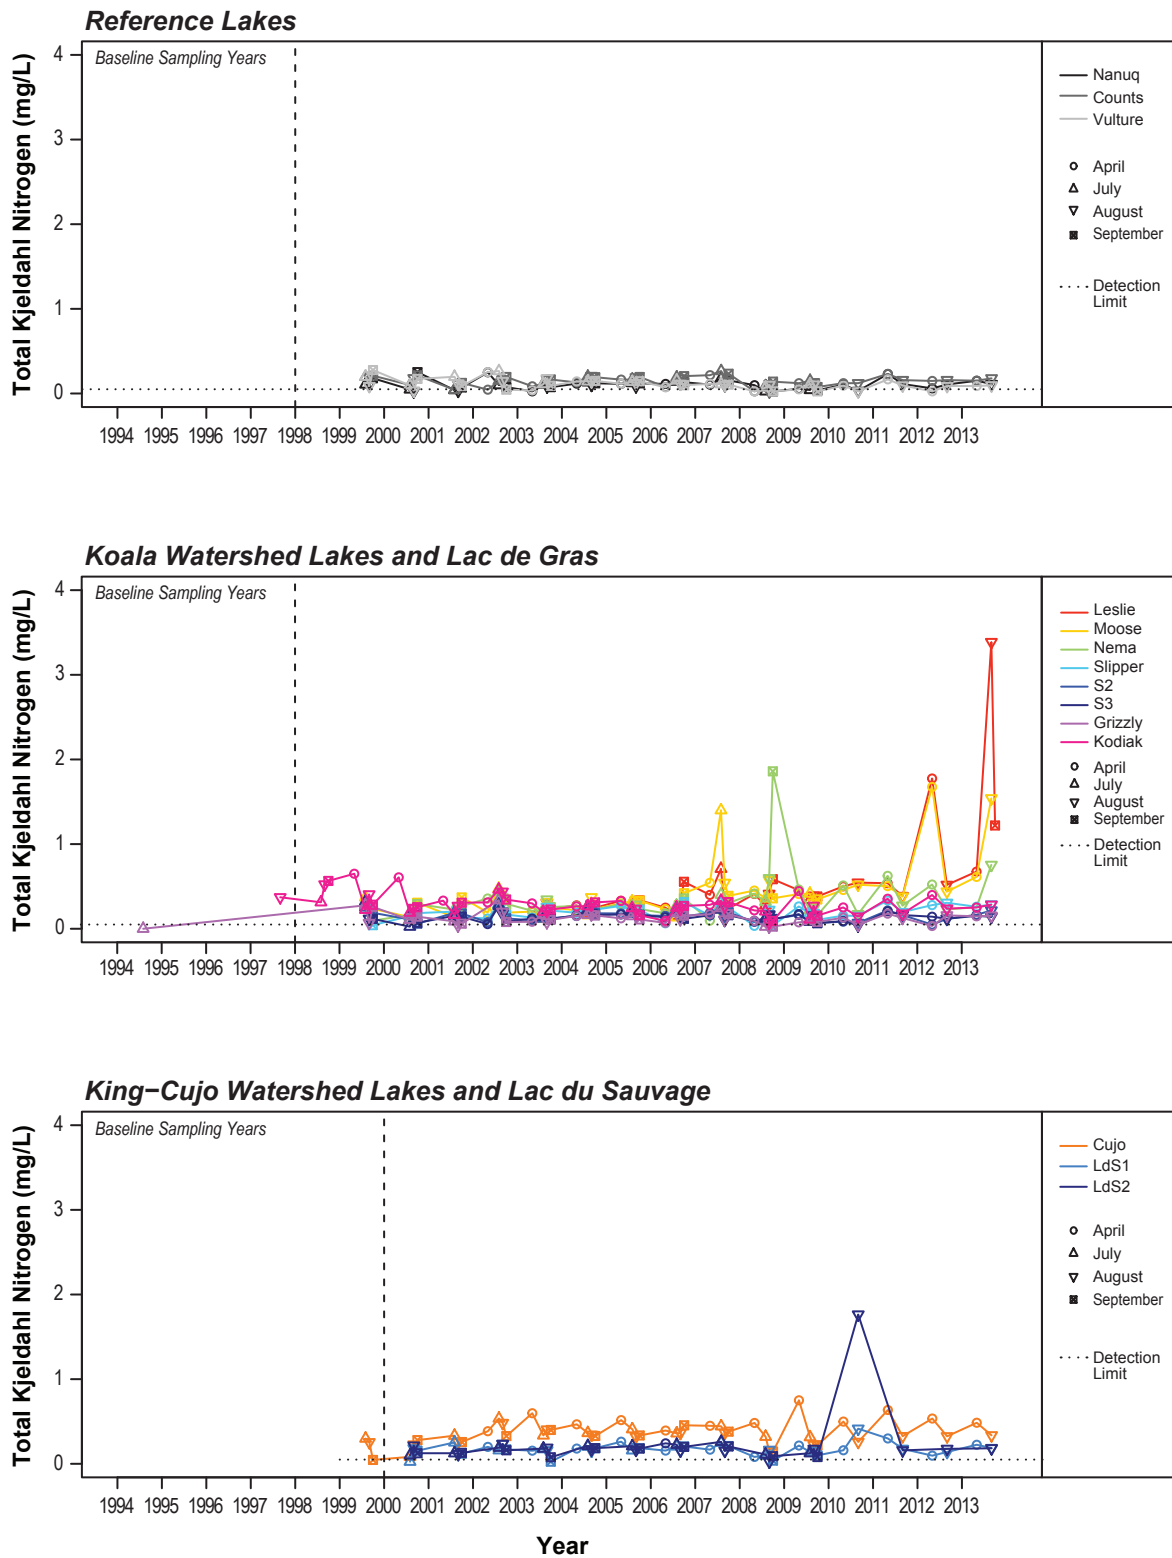 Reference Lakes
Total Kjeldahl Nitrogen (mg/L)
Baseline Sampling Years
4
3
2
1
0
1994 1995 1996 1997 1998 1999 2000 2001 2002 2003 2004 2005 2006 2007 2008 2009 2010 2011 2012 2013
Nanuq
Counts
Vulture
April
July
August
September
Detection
Limit
Koala Watershed Lakes and Lac de Gras
Total Kjeldahl Nitrogen (mg/L)
Baseline Sampling Years
4
3
2
1
0
1994 1995 1996 1997 1998 1999 2000 2001 2002 2003 2004 2005 2006 2007 2008 2009 2010 2011 2012 2013
Leslie
Moose
Nema
Slipper
S2
S3
Grizzly
Kodiak
April
July
August
September
Detection
Limit
King−Cujo Watershed Lakes and Lac du Sauvage
Total Kjeldahl Nitrogen (mg/L)
Baseline Sampling Years
4
3
2
1
0
1994 1995 1996 1997 1998 1999 2000 2001 2002 2003 2004 2005 2006 2007 2008 2009 2010 2011 2012 2013
Cujo
LdS1
LdS2
April
July
August
September
Detection
Limit
Year